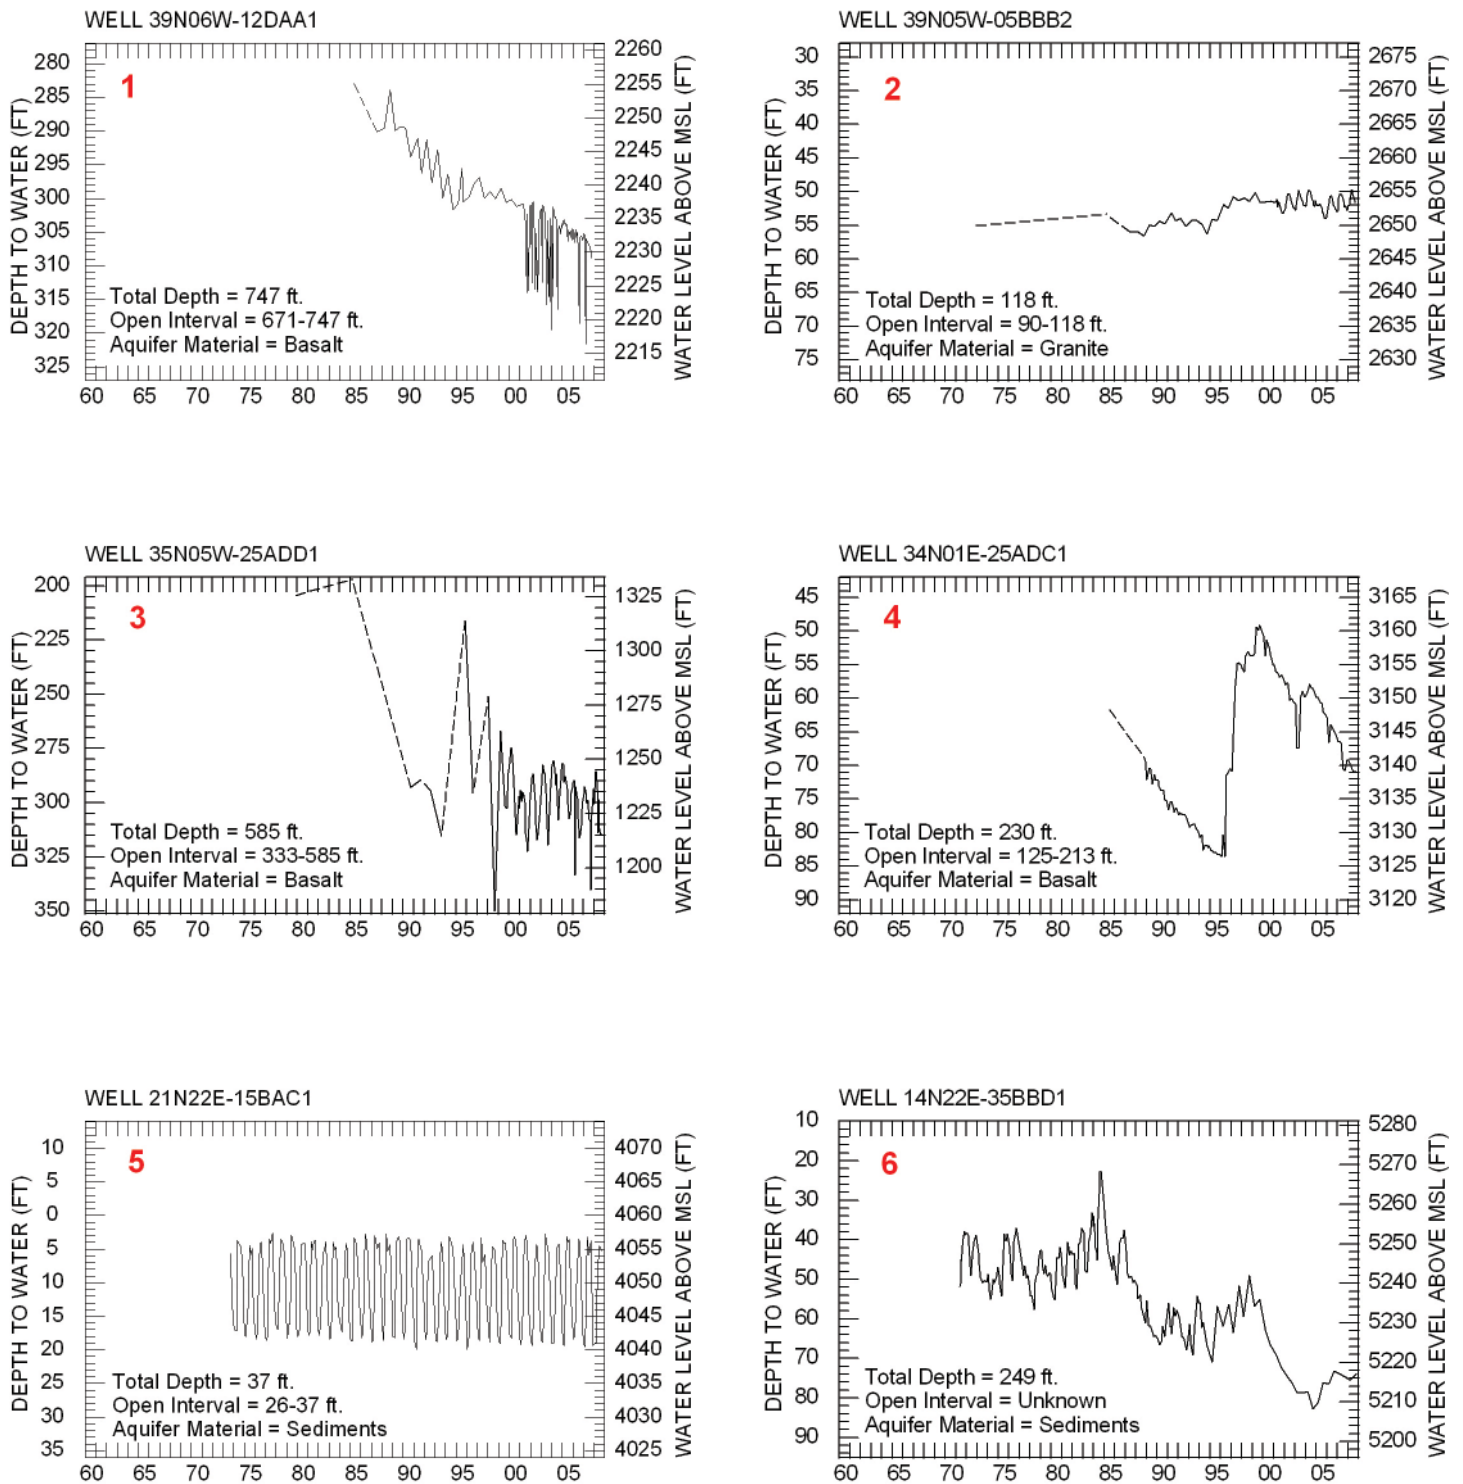 WELL 39N06W-12DAA1
1
DEPTH TO WATER (FT)
280
285
290
295
300
305
310
315
320
325
WATER LEVEL ABOVE MSL (FT)
2260
2255
2250
2245
2240
2235
2230
2225
2220
2215
Total Depth = 747 ft.
Open Interval = 671-747 ft.
Aquifer Material = Basalt
60 65 70 75 80 85 90 95 00 05
WELL 39N05W-05BBB2
2
DEPTH TO WATER (FT)
30
35
40
45
50
55
60
65
70
75
WATER LEVEL ABOVE MSL (FT)
2675
2670
2665
2660
2655
2650
2645
2640
2635
2630
Total Depth = 118 ft.
Open Interval = 90-118 ft.
Aquifer Material = Granite
60 65 70 75 80 85 90 95 00 05
WELL 35N05W-25ADD1
3
DEPTH TO WATER (FT)
200
225
250
275
300
325
350
WATER LEVEL ABOVE MSL (FT)
1325
1300
1275
1250
1225
1200
Total Depth = 585 ft.
Open Interval = 333-585 ft.
Aquifer Material = Basalt
60 65 70 75 80 85 90 95 00 05
WELL 34N01E-25ADC1
4
DEPTH TO WATER (FT)
45
50
55
60
65
70
75
80
85
90
WATER LEVEL ABOVE MSL (FT)
3165
3160
3155
3150
3145
3140
3135
3130
3125
3120
Total Depth = 230 ft.
Open Interval = 125-213 ft.
Aquifer Material = Basalt
60 65 70 75 80 85 90 95 00 05
WELL 21N22E-15BAC1
5
DEPTH TO WATER (FT)
10
5
0
5
10
15
20
25
30
35
WATER LEVEL ABOVE MSL (FT)
4070
4065
4060
4055
4050
4045
4040
4035
4030
4025
Total Depth = 37 ft.
Open Interval = 26-37 ft.
Aquifer Material = Sediments
60 65 70 75 80 85 90 95 00 05
WELL 14N22E-35BBD1
6
DEPTH TO WATER (FT)
10
20
30
40
50
60
70
80
90
WATER LEVEL ABOVE MSL (FT)
5280
5270
5260
5250
5240
5230
5220
5210
5200
Total Depth = 249 ft.
Open Interval = Unknown
Aquifer Material = Sediments
60 65 70 75 80 85 90 95 00 05